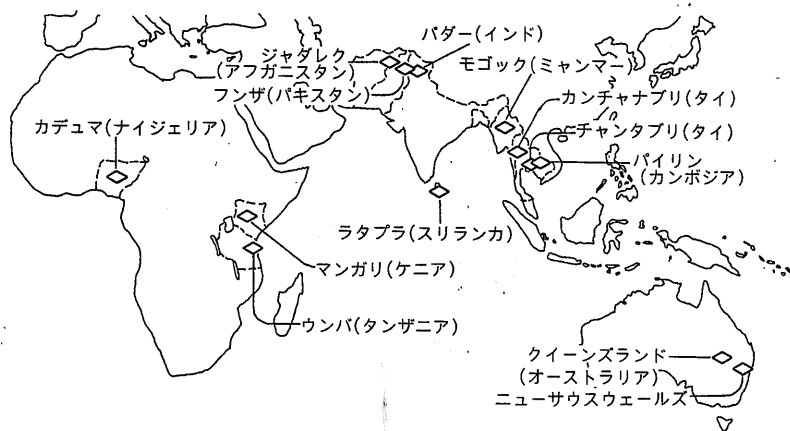 パダー(インド)
ジャダレク
(アフガニスタン)
モゴック(ミャンマー)
フンザ(パキスタン)
カンチャナブリ(タイ)
カデュマ(ナイジェリア)
チャンタブリ(タイ)
パイリン
(カンボジア)
ラタプラ(スリランカ)
マンガリ(ケニア)
ウンバ(タンザニア)
クイーンズランド
(オーストラリア)
ニューサウスウェールズ